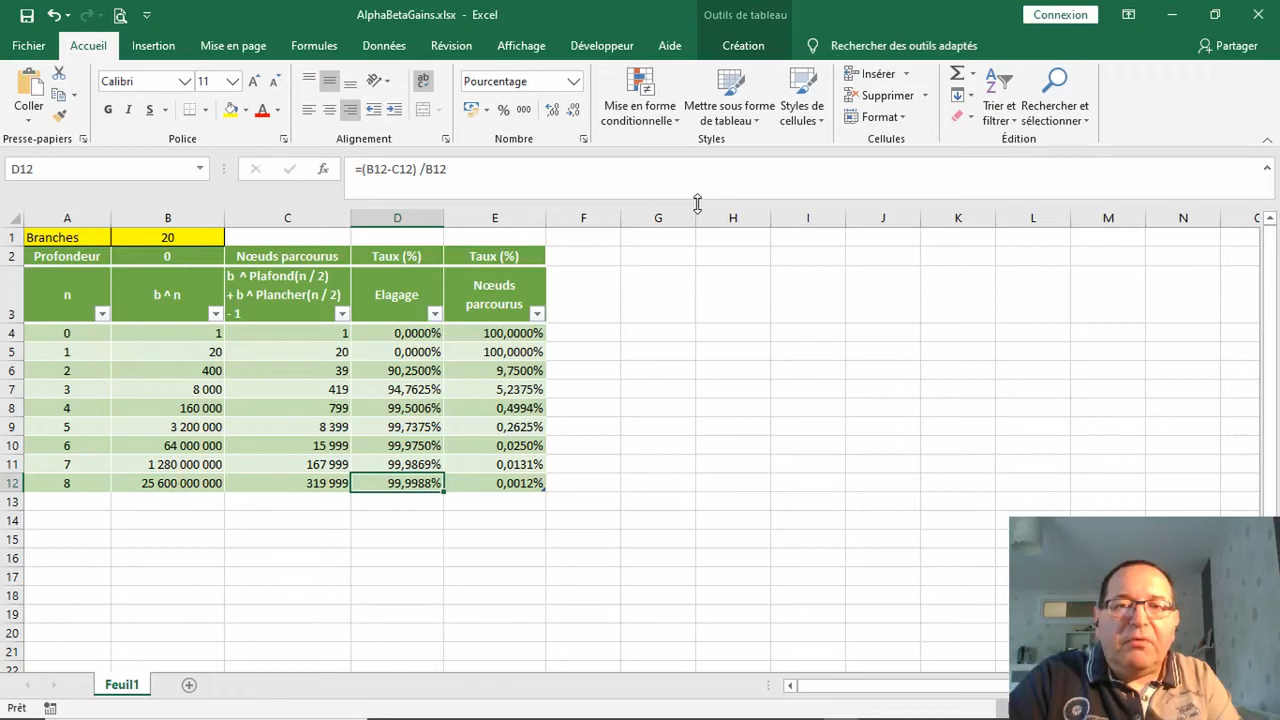 AlphaBetaGains.xlsx - Excel
Outils de tableau
Connexion
Fichier Accueil Insertion Mise en page Formules Données Révision Affichage Développeur Aide Création Rechercher des outils adaptés Partager
Coller
Calibri 11
G I S
Pourcentage
% 000
Mise en forme conditionnelle
Mettre sous forme de tableau
Styles de cellules
Insérer
Supprimer
Format
Trier et filtrer
Rechercher et sélectionner
Presse-papiers Police Alignement Nombre Styles Cellules Édition
D12 fx =(B12-C12) /B12
A B C D E F G H I J K L M N
1 Branches 20
2 Profondeur 0 Nœuds parcourus Taux (%) Taux (%)
3 n b ^ n b ^ Plafond(n / 2) + b ^ Plancher(n / 2) - 1 Elagage Nœuds parcourus
4 0 1 1 0,0000% 100,0000%
5 1 20 20 0,0000% 100,0000%
6 2 400 39 90,2500% 9,7500%
7 3 8 000 419 94,7625% 5,2375%
8 4 160 000 799 99,5006% 0,4994%
9 5 3 200 000 8 399 99,7375% 0,2625%
10 6 64 000 000 15 999 99,9750% 0,0250%
11 7 1 280 000 000 167 999 99,9869% 0,0131%
12 8 25 600 000 000 319 999 99,9988% 0,0012%
13
14
15
16
17
18
19
20
21
22
Feuil1
Prêt